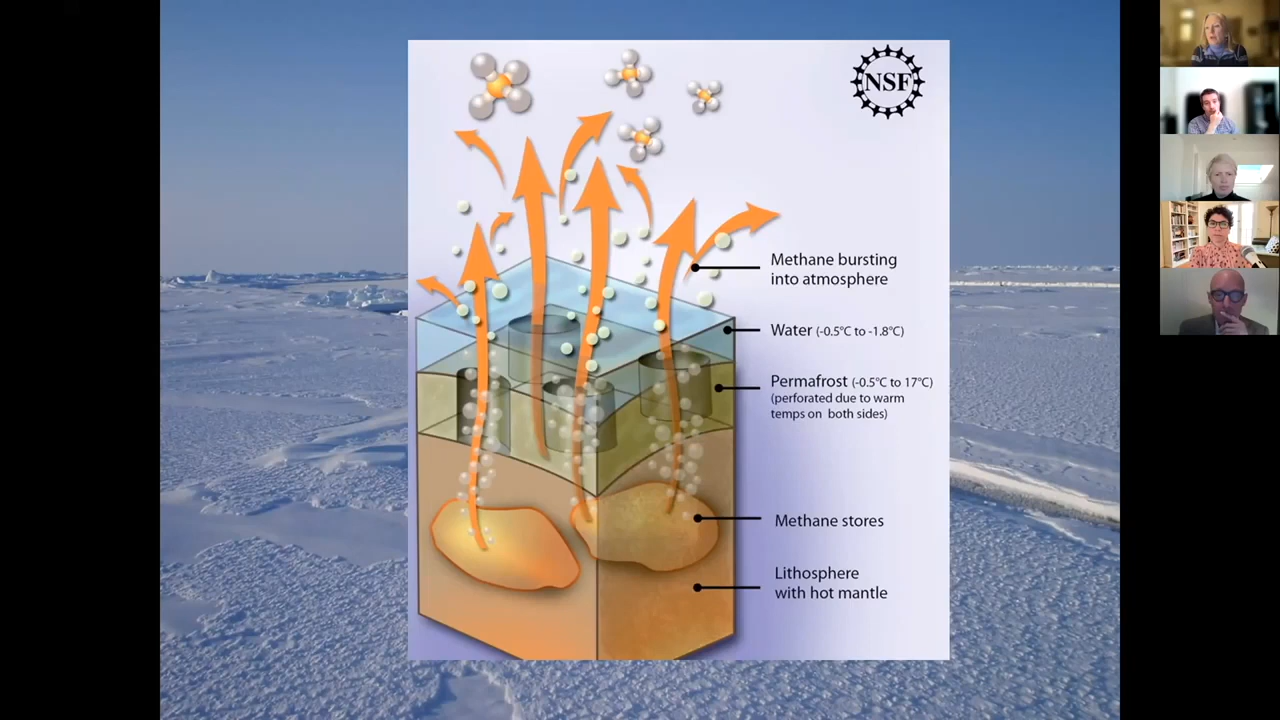 NSF
Methane bursting
into atmosphere
Water (-0.5°C to -1.8°C)
Permafrost (-0.5°C to 17°C)
(perforated due to warm
temps on both sides)
Methane stores
Lithosphere
with hot mantle